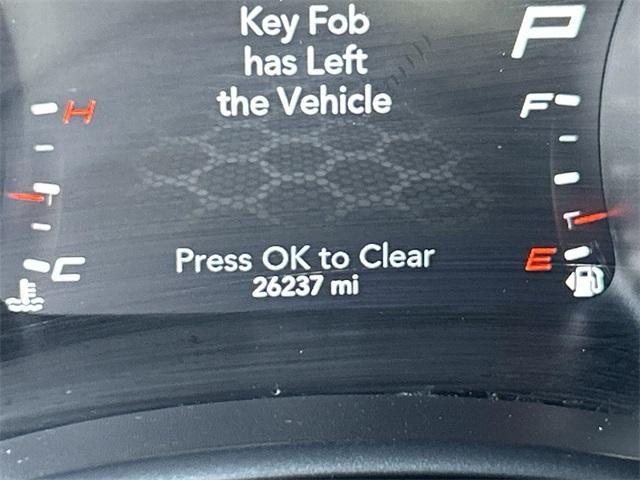 Key Fob
has Left
the Vehicle
P
H
F
C
E
Press OK to Clear
26237 mi